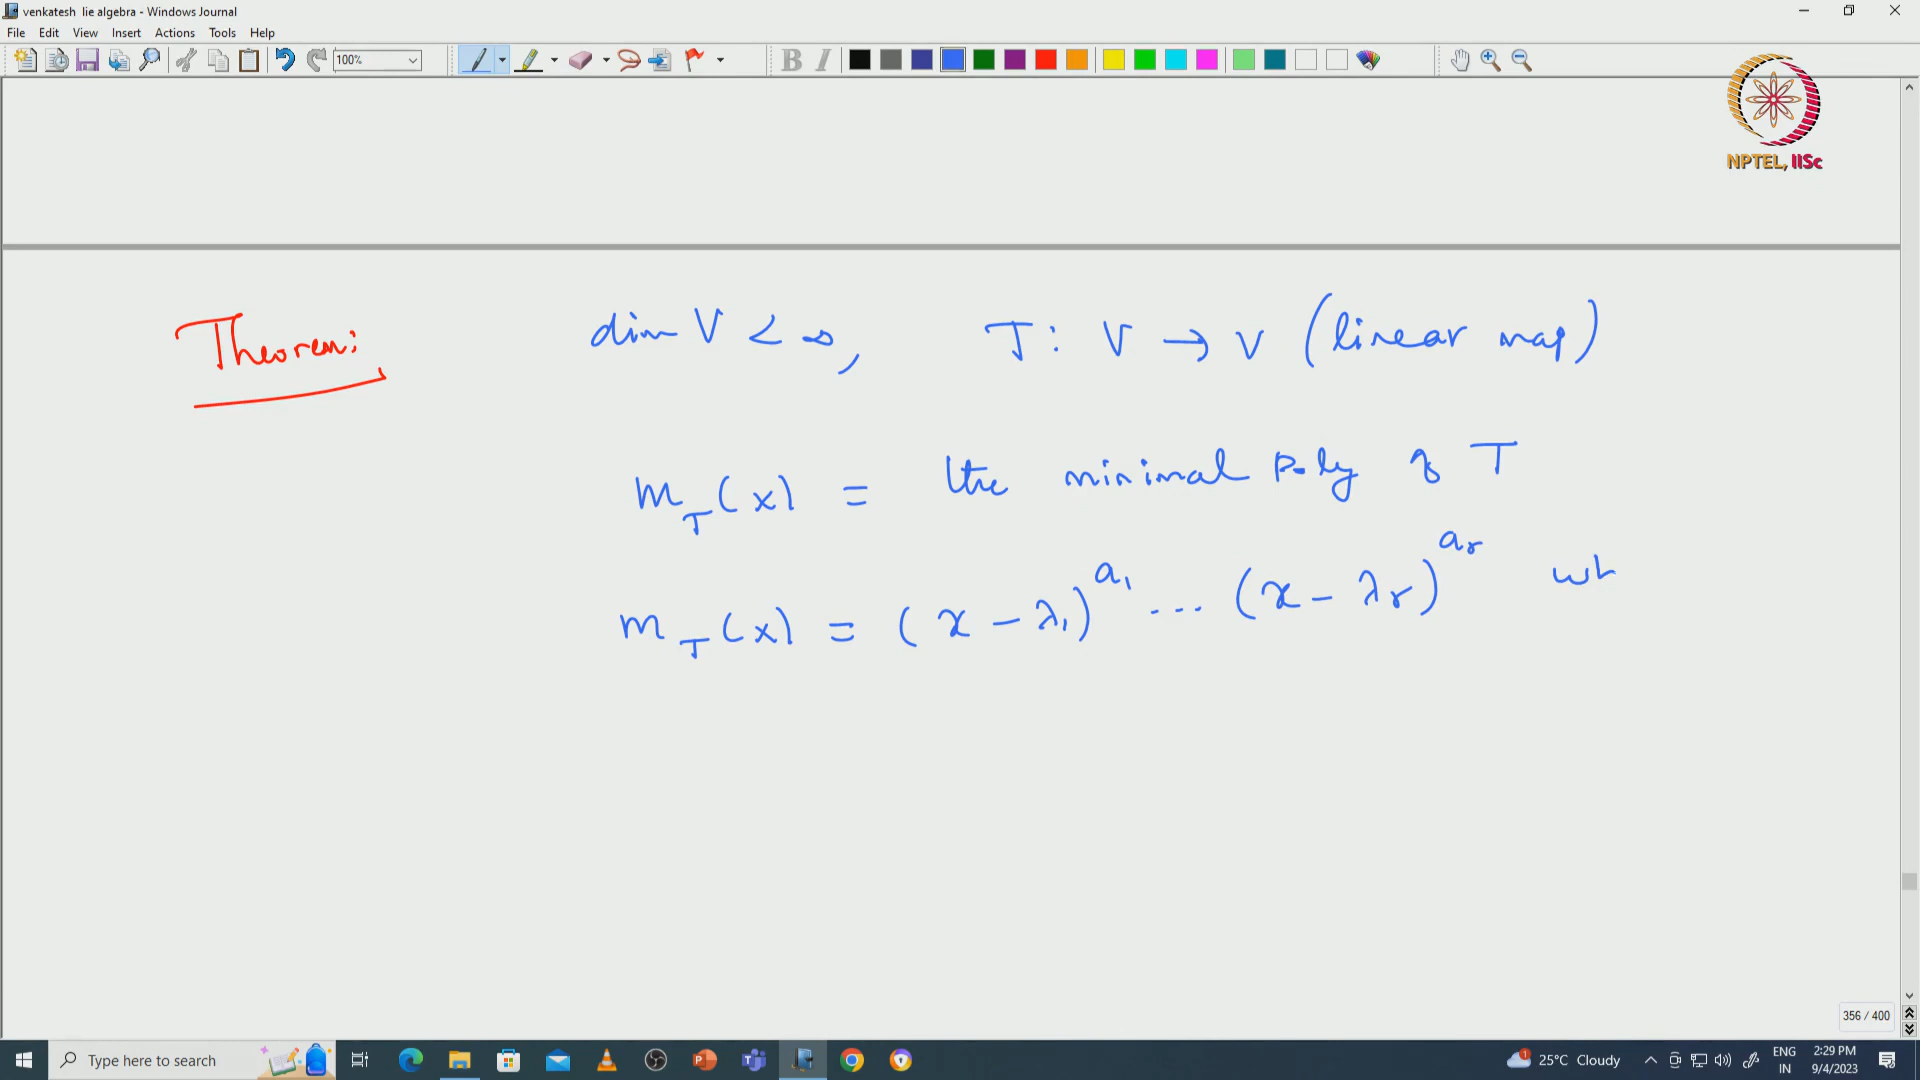 venkatesh lie algebra - Windows Journal
File Edit View Insert Actions Tools Help
100%
B I
NPTEL, IISc
Theorem: dim V < ∞, T : V → V (linear map)
m_T(x) = the minimal poly of T
m_T(x) = (x - λ_1)^{a_1} ... (x - λ_r)^{a_r} wh
356 / 400
Type here to search
25°C Cloudy
ENG
IN
2:29 PM
9/4/2023